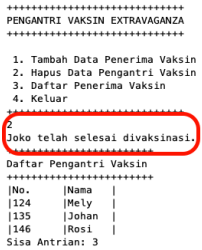 ++++++++++++++++++++++++++++++
PENGANTRI VAKSIN EXTRAVAGANZA
++++++++++++++++++++++++++++++
1. Tambah Data Penerima Vaksin
2. Hapus Data Pengantri Vaksin
3. Daftar Penerima Vaksin
4. Keluar
++++++++++++++++++++++++++++++
2
Joko telah selesai divaksinasi.
+++++++++++++++++++++++++
Daftar Pengantri Vaksin
+++++++++++++++++++++++++
|No. |Nama |
|124 |Mely |
|135 |Johan |
|146 |Rosi |
Sisa Antrian: 3